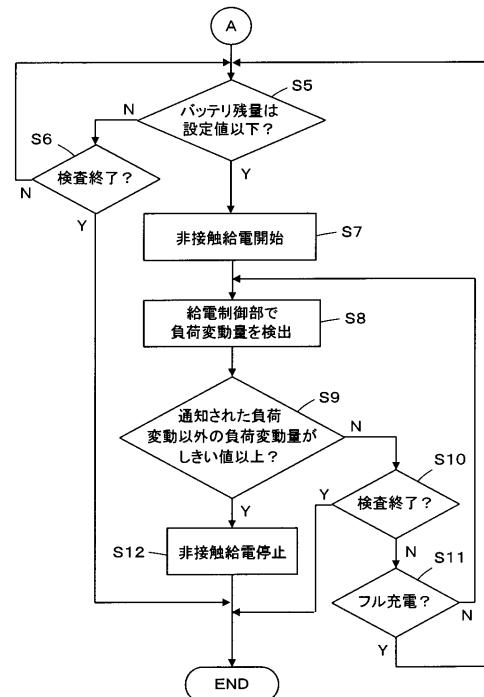 A
S5
バッテリ残量は
設定値以下？
N
Y
S6
検査終了？
N
Y
非接触給電開始
S7
給電制御部で
負荷変動量を検出
S8
S9
通知された負荷
変動以外の負荷変動量が
しきい値以上？
N
Y
S10
検査終了？
Y
N
S12
非接触給電停止
S11
フル充電？
N
Y
END